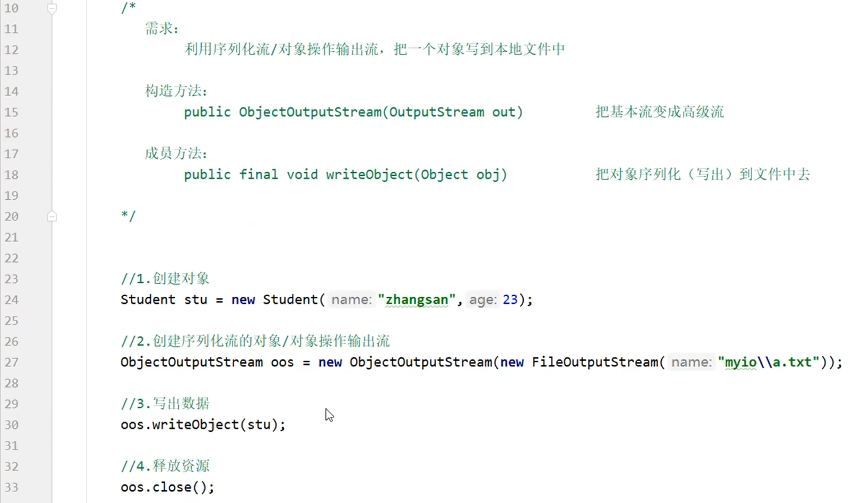 10 /*
11 需求：
12 利用序列化流/对象操作输出流，把一个对象写到本地文件中
13
14 构造方法：
15 public ObjectOutputStream(OutputStream out) 把基本流变成高级流
16
17 成员方法：
18 public final void writeObject(Object obj) 把对象序列化（写出）到文件中去
19
20 */
21
22
23 //1.创建对象
24 Student stu = new Student( name: "zhangsan", age: 23);
25
26 //2.创建序列化流的对象/对象操作输出流
27 ObjectOutputStream oos = new ObjectOutputStream(new FileOutputStream( name: "myio\\a.txt"));
28
29 //3.写出数据
30 oos.writeObject(stu);
31
32 //4.释放资源
33 oos.close();